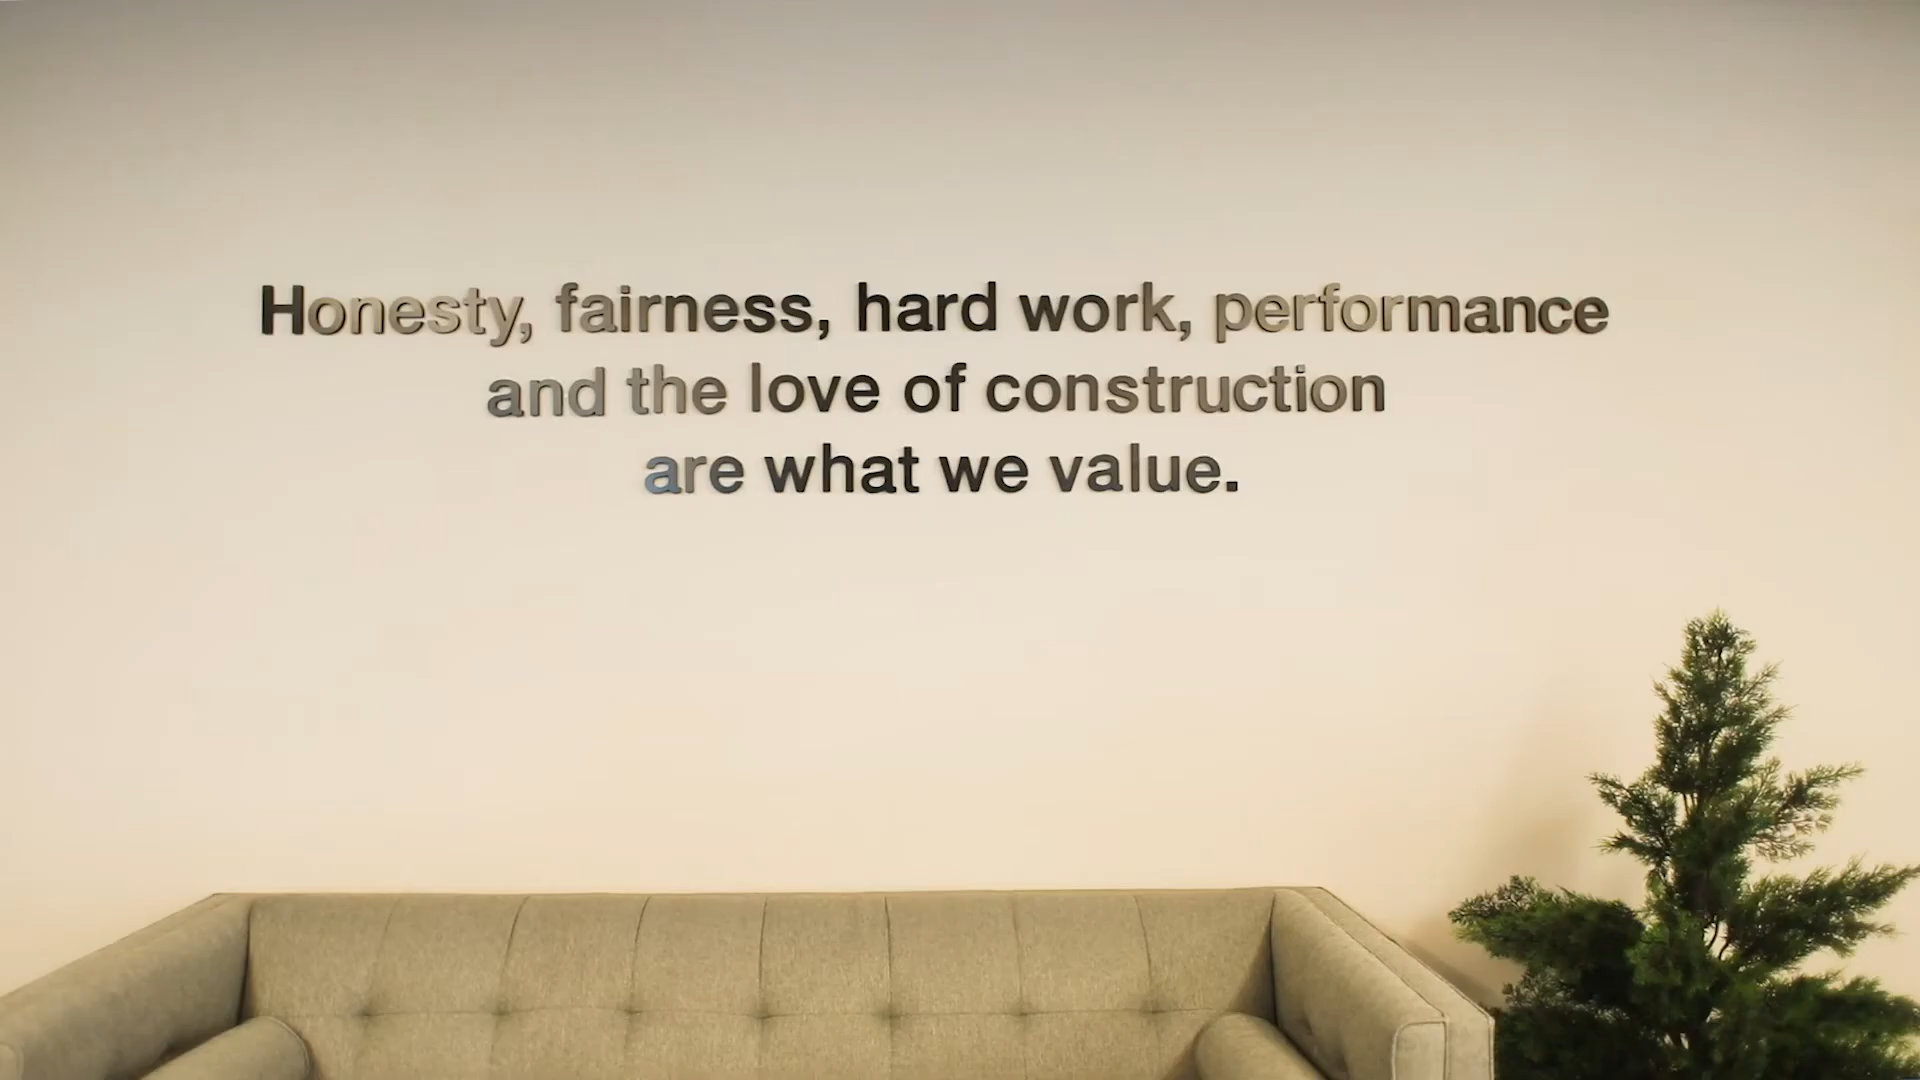 Honesty, fairness, hard work, performance
and the love of construction
are what we value.